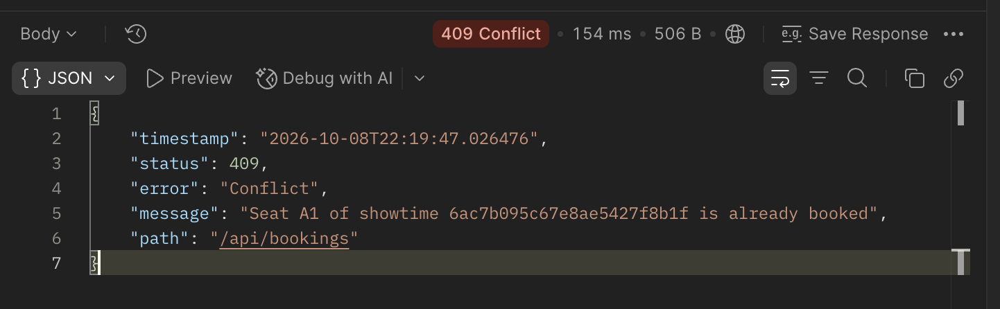 Body 409 Conflict • 154 ms • 506 B • e.g. Save Response
{} JSON Preview Debug with AI
1 {
2 "timestamp": "2026-10-08T22:19:47.026476",
3 "status": 409,
4 "error": "Conflict",
5 "message": "Seat A1 of showtime 6ac7b095c67e8ae5427f8b1f is already booked",
6 "path": "/api/bookings"
7 }